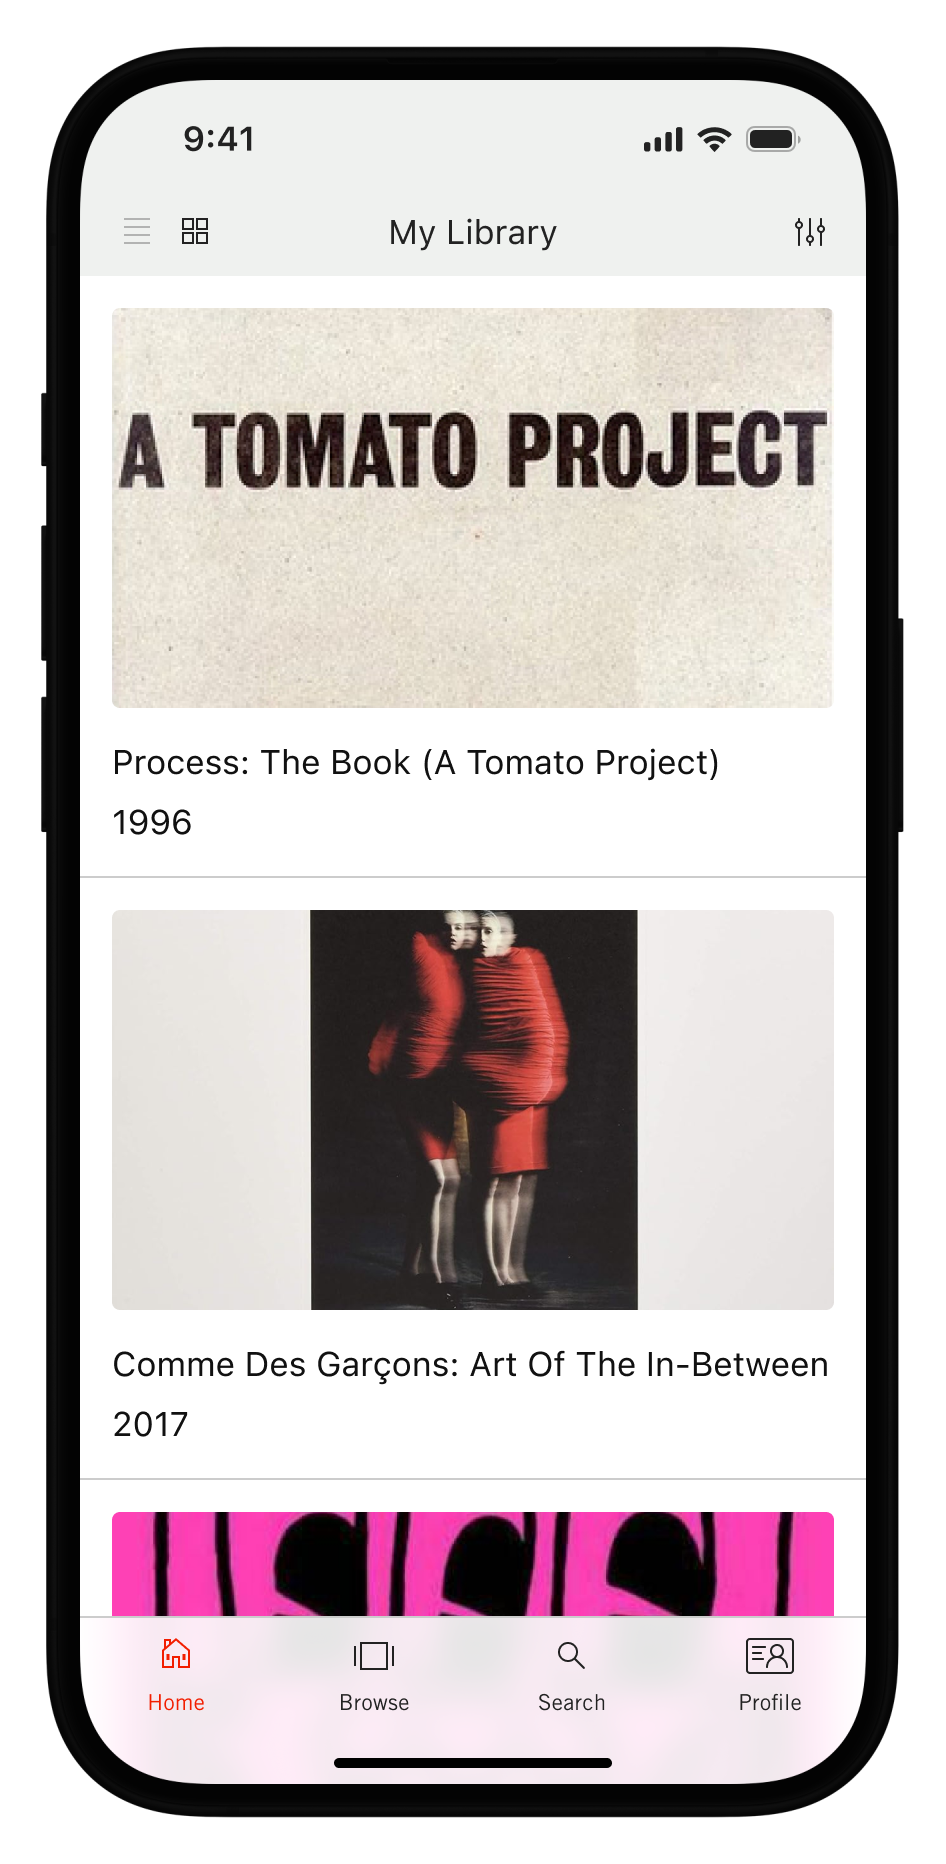 9:41
My Library
A TOMATO PROJECT
Process: The Book (A Tomato Project)
1996
Comme Des Garçons: Art Of The In-Between
2017
Home
Browse
Search
Profile